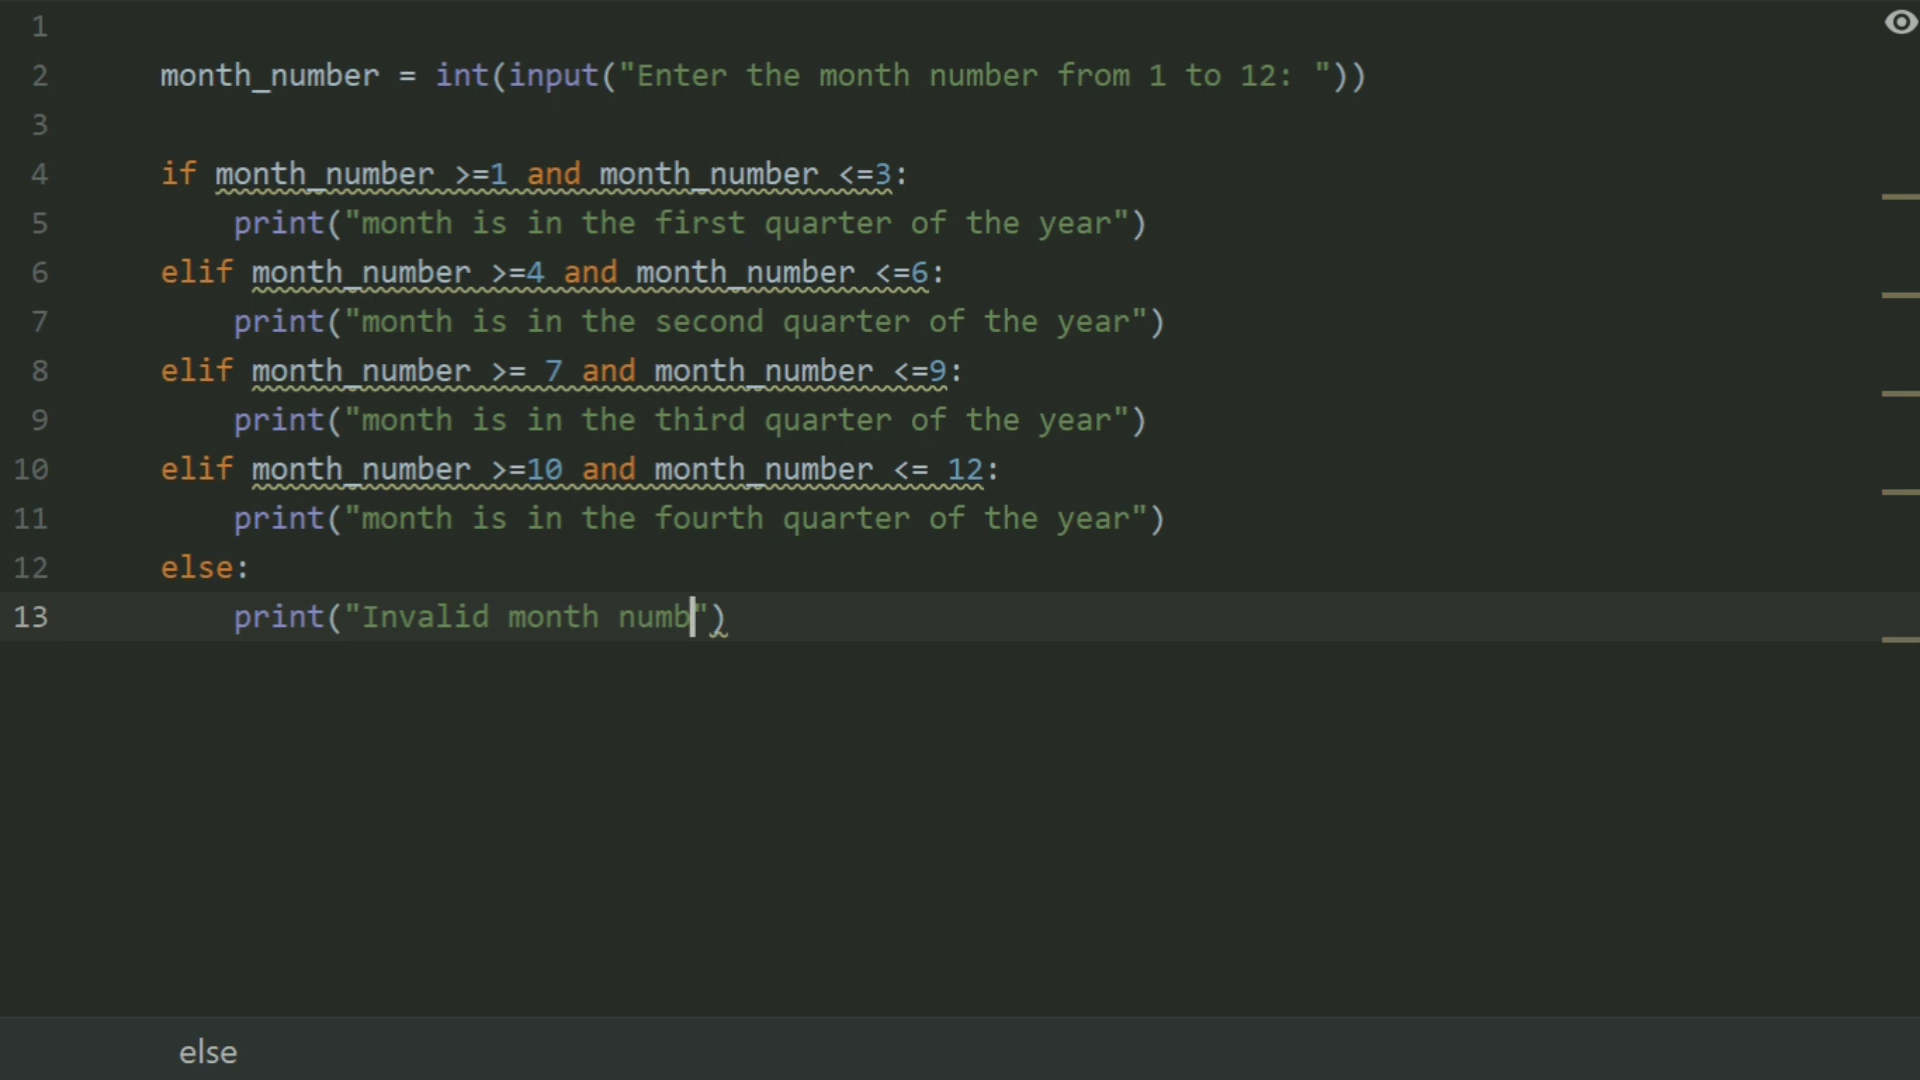 1
2 month_number = int(input("Enter the month number from 1 to 12: "))
3
4 if month_number >=1 and month_number <=3:
5     print("month is in the first quarter of the year")
6 elif month_number >=4 and month_number <=6:
7     print("month is in the second quarter of the year")
8 elif month_number >= 7 and month_number <=9:
9     print("month is in the third quarter of the year")
10 elif month_number >=10 and month_number <= 12:
11     print("month is in the fourth quarter of the year")
12 else:
13     print("Invalid month numb")
else